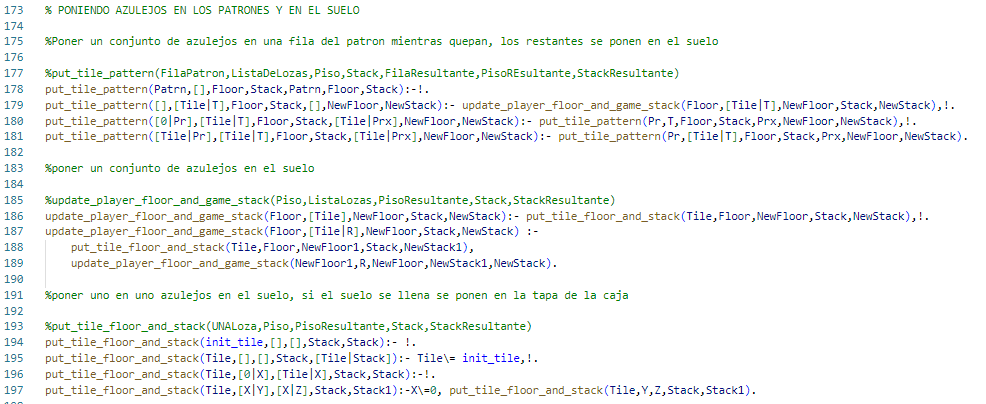 173 % PONIENDO AZULEJOS EN LOS PATRONES Y EN EL SUELO
174
175 %Poner un conjunto de azulejos en una fila del patron mientras quepan, los restantes se ponen en el suelo
176
177 %put_tile_pattern(FilaPatron,ListaDeLozas,Piso,Stack,FilaResultante,PisoREsultante,StackResultante)
178 put_tile_pattern(Patrn,[],Floor,Stack,Patrn,Floor,Stack):-!.
179 put_tile_pattern([],[Tile|T],Floor,Stack,[],NewFloor,NewStack):- update_player_floor_and_game_stack(Floor,[Tile|T],NewFloor,Stack,NewStack),!.
180 put_tile_pattern([0|Pr],[Tile|T],Floor,Stack,[Tile|Prx],NewFloor,NewStack):- put_tile_pattern(Pr,T,Floor,Stack,Prx,NewFloor,NewStack),!.
181 put_tile_pattern([Tile|Pr],[Tile|T],Floor,Stack,[Tile|Prx],NewFloor,NewStack):- put_tile_pattern(Pr,[Tile|T],Floor,Stack,Prx,NewFloor,NewStack).
182
183 %poner un conjunto de azulejos en el suelo
184
185 %update_player_floor_and_game_stack(Piso,ListaLozas,PisoResultante,Stack,StackResultante)
186 update_player_floor_and_game_stack(Floor,[Tile],NewFloor,Stack,NewStack):- put_tile_floor_and_stack(Tile,Floor,NewFloor,Stack,NewStack),!.
187 update_player_floor_and_game_stack(Floor,[Tile|R],NewFloor,Stack,NewStack) :-
188 put_tile_floor_and_stack(Tile,Floor,NewFloor1,Stack,NewStack1),
189 update_player_floor_and_game_stack(NewFloor1,R,NewFloor,NewStack1,NewStack).
190
191 %poner uno en uno azulejos en el suelo, si el suelo se llena se ponen en la tapa de la caja
192
193 %put_tile_floor_and_stack(UNALoza,Piso,PisoResultante,Stack,StackResultante)
194 put_tile_floor_and_stack(init_tile,[],[],Stack,Stack):- !.
195 put_tile_floor_and_stack(Tile,[],[],Stack,[Tile|Stack]):- Tile\= init_tile,!.
196 put_tile_floor_and_stack(Tile,[0|X],[Tile|X],Stack,Stack):-!.
197 put_tile_floor_and_stack(Tile,[X|Y],[X|Z],Stack,Stack1):-X\=0, put_tile_floor_and_stack(Tile,Y,Z,Stack,Stack1).